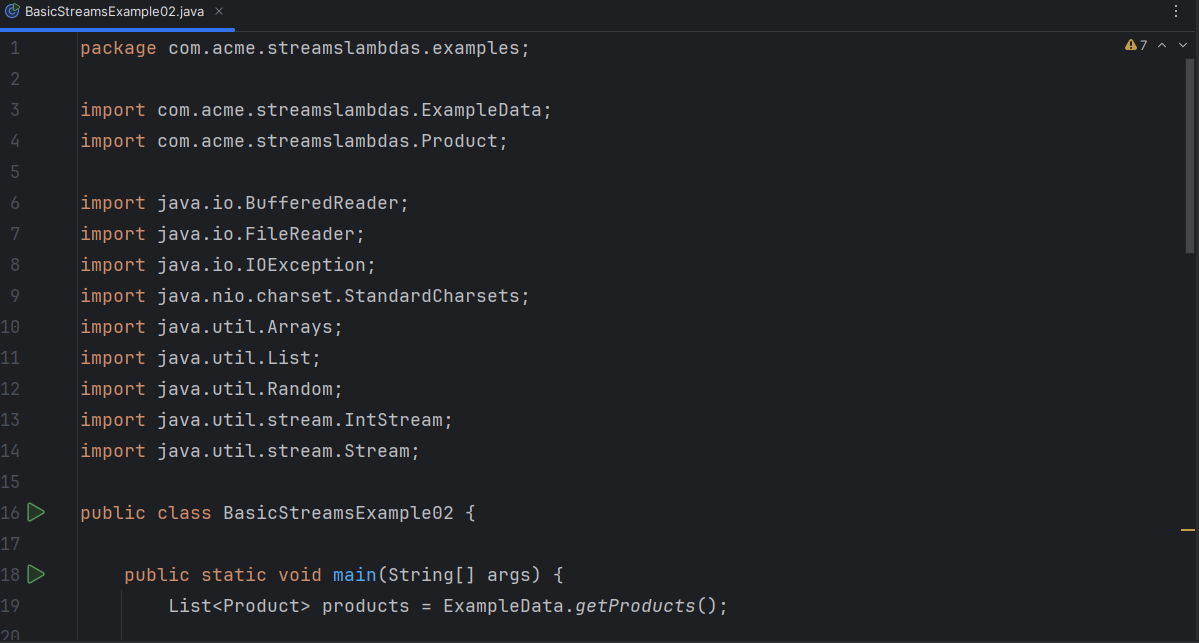 BasicStreamsExample02.java
7
1 package com.acme.streamslambdas.examples;
2
3 import com.acme.streamslambdas.ExampleData;
4 import com.acme.streamslambdas.Product;
5
6 import java.io.BufferedReader;
7 import java.io.FileReader;
8 import java.io.IOException;
9 import java.nio.charset.StandardCharsets;
10 import java.util.Arrays;
11 import java.util.List;
12 import java.util.Random;
13 import java.util.stream.IntStream;
14 import java.util.stream.Stream;
15
16 public class BasicStreamsExample02 {
17
18     public static void main(String[] args) {
19         List<Product> products = ExampleData.getProducts();
20